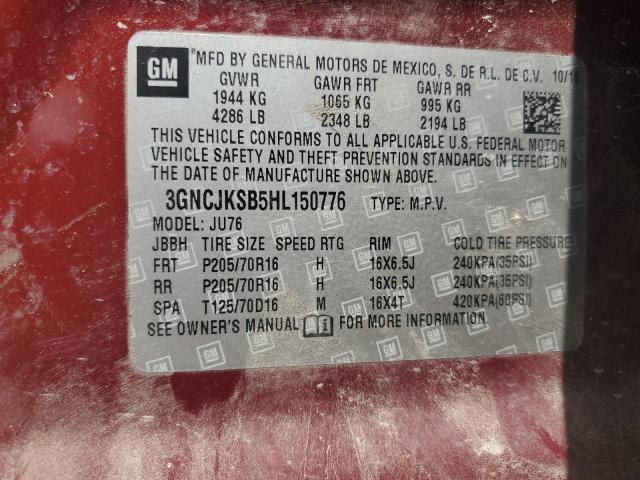 GM MFD BY GENERAL MOTORS DE MEXICO, S. DE R.L. DE C.V. 10/16
GVWR GAWR FRT GAWR RR
1944 KG 1065 KG 995 KG
4286 LB 2348 LB 2194 LB
THIS VEHICLE CONFORMS TO ALL APPLICABLE U.S. FEDERAL MOTOR
VEHICLE SAFETY AND THEFT PREVENTION STANDARDS IN EFFECT ON
THE DATE OF MANUFACTURE SHOWN ABOVE.
3GNCJKSB5HL150776 TYPE: M.P.V.
MODEL: JU76
JBBH TIRE SIZE SPEED RTG RIM COLD TIRE PRESSURE
FRT P205/70R16 H 16X6.5J 240KPA(35PSI)
RR P205/70R16 H 16X6.5J 240KPA(35PSI)
SPA T125/70D16 M 16X4T 420KPA(60PSI)
SEE OWNER'S MANUAL FOR MORE INFORMATION.